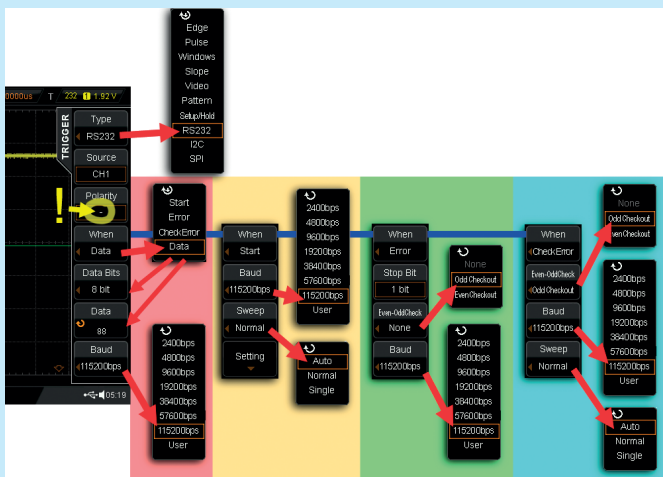 Edge
Pulse
Windows
Slope
Video
Pattern
Setup/Hold
RS232
I2C
SPI
0000us T 232 1 1.92 V
TRIGGER
Type
RS232
Source
CH1
Polarity
!
When
Data
Data Bits
8 bit
Data
Baud
115200bps
05:19
Start
Error
CheckError
Data
2400bps
4800bps
9600bps
19200bps
38400bps
57600bps
115200bps
User
When
Start
Baud
115200bps
Sweep
Normal
Setting
2400bps
4800bps
9600bps
19200bps
38400bps
57600bps
115200bps
User
Auto
Normal
Single
When
Error
Stop Bit
1 bit
Even-OddCheck
None
Baud
115200bps
None
Odd Checkout
Even Checkout
2400bps
4800bps
9600bps
19200bps
38400bps
57600bps
115200bps
User
When
CheckError
Even-OddCheck
Odd Checkout
Baud
115200bps
Sweep
Normal
None
Odd Checkout
Even Checkout
2400bps
4800bps
9600bps
19200bps
38400bps
57600bps
115200bps
User
Auto
Normal
Single